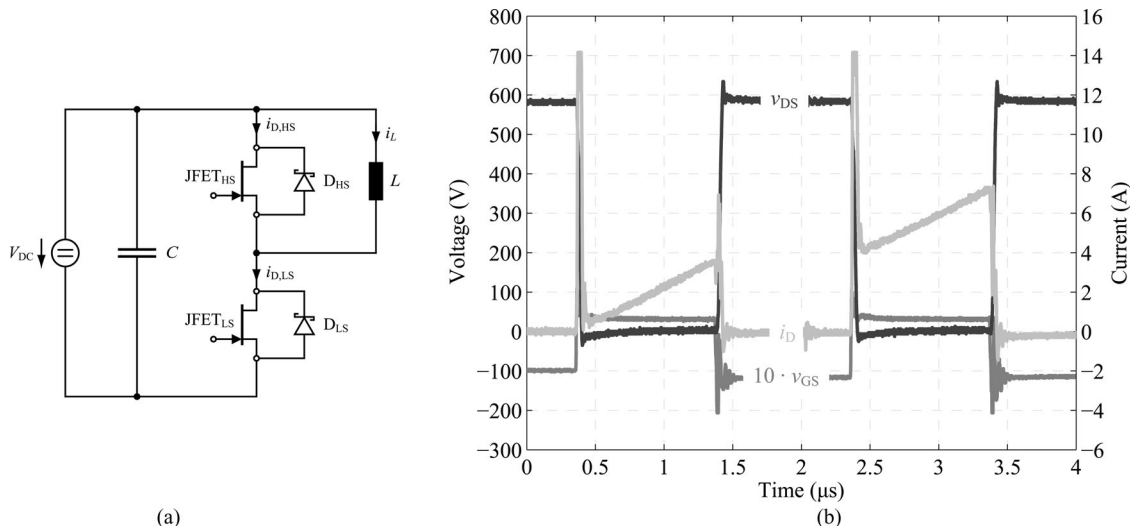 (a)
i_D,HS
i_L
JFET_HS
D_HS
L
V_DC
C
i_D,LS
JFET_LS
D_LS
(b)
800
700
600
500
400
300
200
100
0
−100
−200
−300
Voltage (V)
v_DS
i_D
10 · v_GS
16
14
12
10
8
6
4
2
0
−2
−4
−6
Current (A)
0
0.5
1
1.5
2
2.5
3
3.5
4
Time (μs)
(a)
(b)